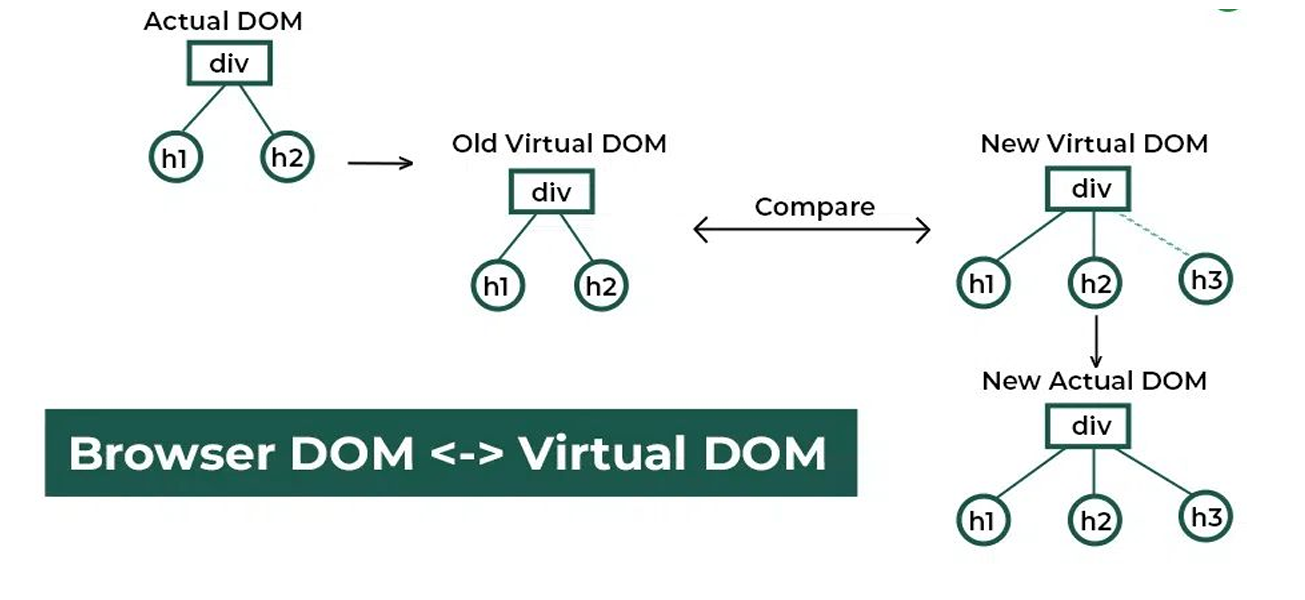 Actual DOM
div
h1
h2
Old Virtual DOM
div
h1
h2
Compare
New Virtual DOM
div
h1
h2
h3
New Actual DOM
div
h1
h2
h3
Browser DOM <-> Virtual DOM